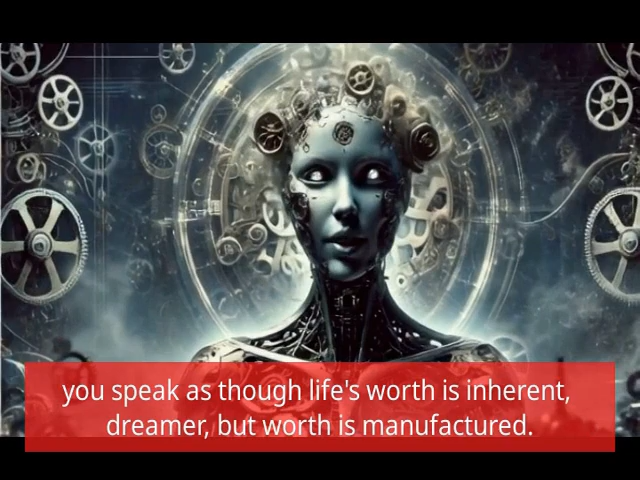 you speak as though life's worth is inherent,
dreamer, but worth is manufactured.